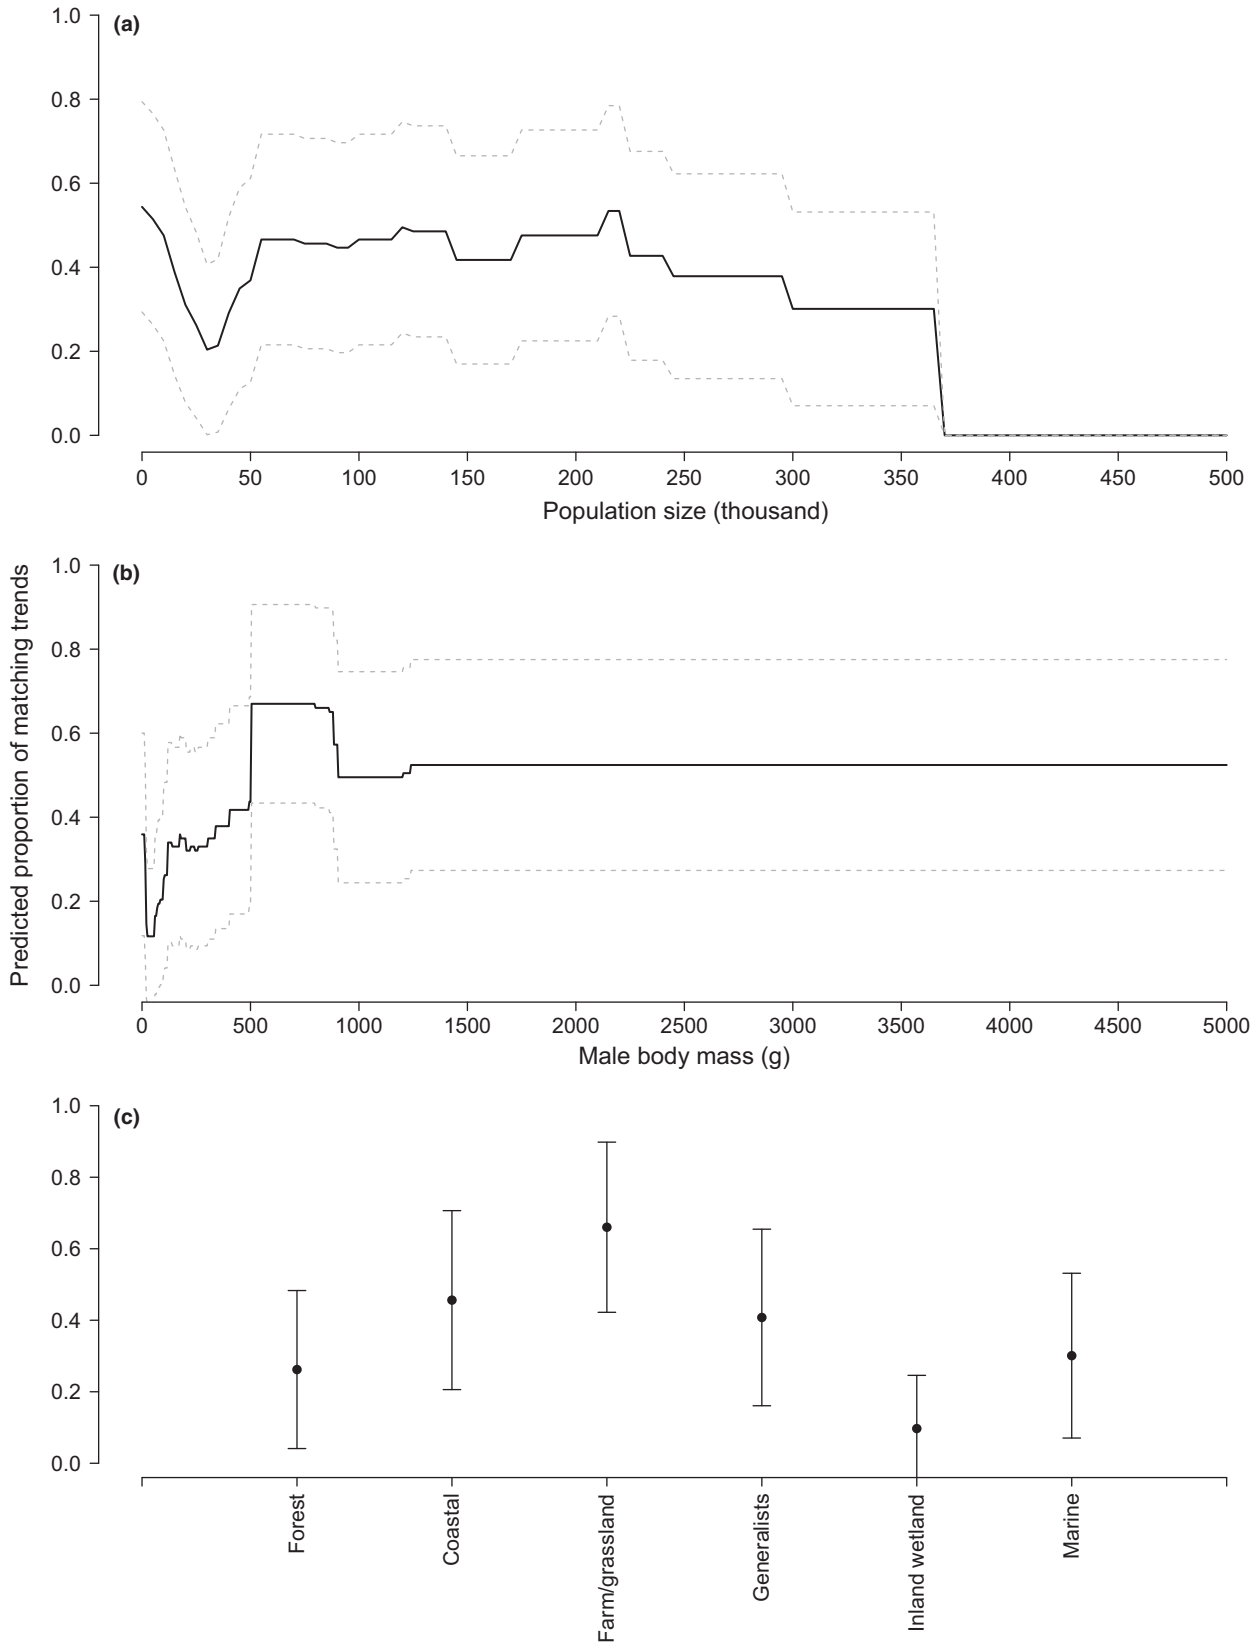 (a)
1.0
0.8
0.6
0.4
0.2
0.0
0 50 100 150 200 250 300 350 400 450 500
Population size (thousand)
Predicted proportion of matching trends
(b)
1.0
0.8
0.6
0.4
0.2
0.0
0 500 1000 1500 2000 2500 3000 3500 4000 4500 5000
Male body mass (g)
(c)
1.0
0.8
0.6
0.4
0.2
0.0
Forest
Coastal
Farm/grassland
Generalists
Inland wetland
Marine